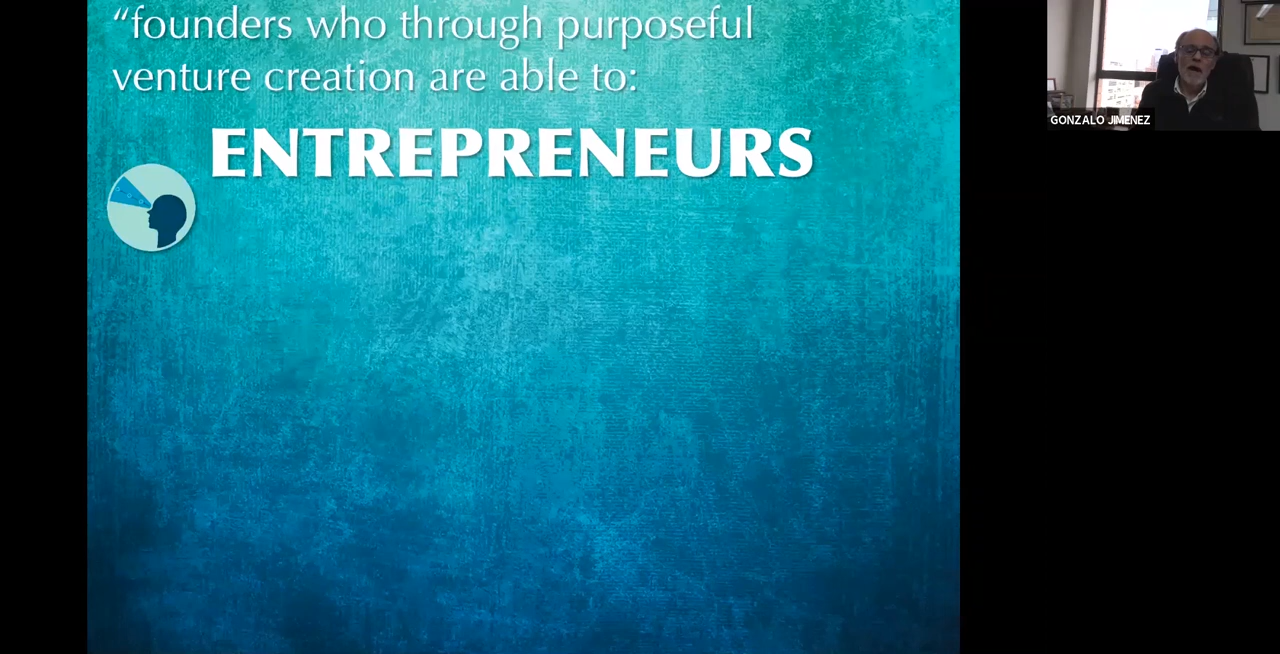 “founders who through purposeful
venture creation are able to:
ENTREPRENEURS
GONZALO JIMENEZ